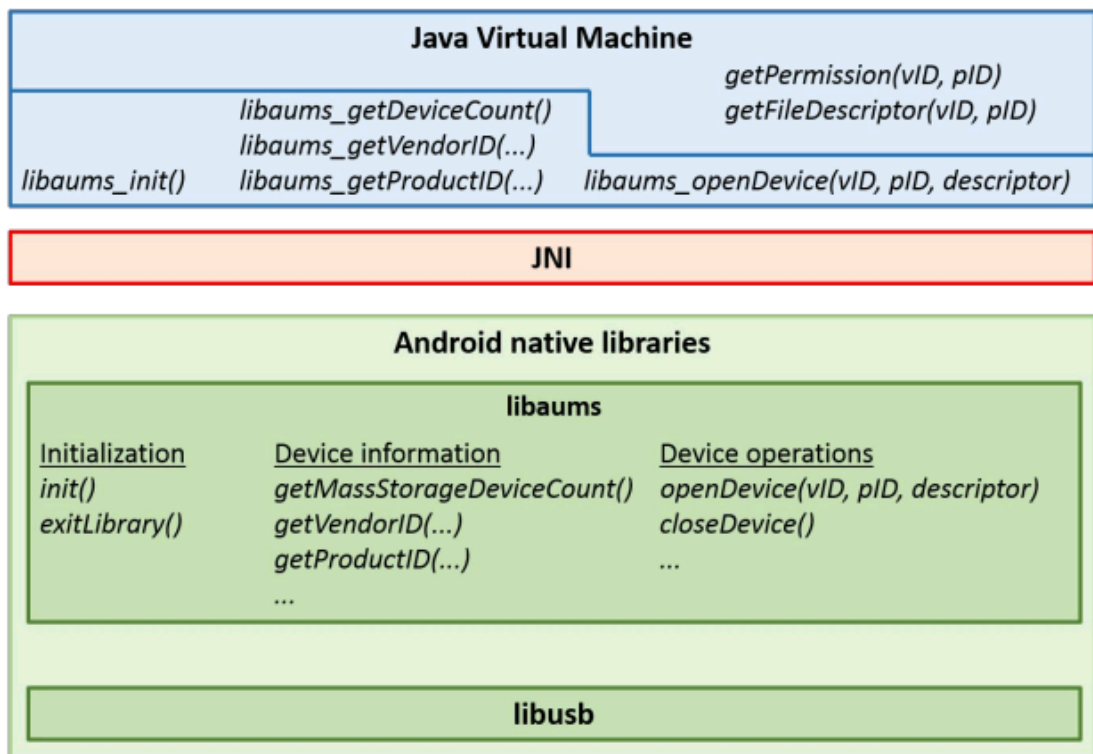 Java Virtual Machine
getPermission(vID, pID)
libaums_getDeviceCount() getFileDescriptor(vID, pID)
libaums_getVendorID(...)
libaums_init() libaums_getProductID(...) libaums_openDevice(vID, pID, descriptor)
JNI
Android native libraries
libaums
Initialization Device information Device operations
init() getMassStorageDeviceCount() openDevice(vID, pID, descriptor)
exitLibrary() getVendorID(...) closeDevice()
getProductID(...) ...
...
libusb